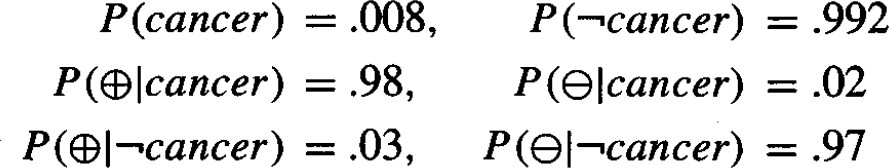 P(cancer) = .008, P(¬cancer) = .992
P(⊕|cancer) = .98, P(⊖|cancer) = .02
P(⊕|¬cancer) = .03, P(⊖|¬cancer) = .97